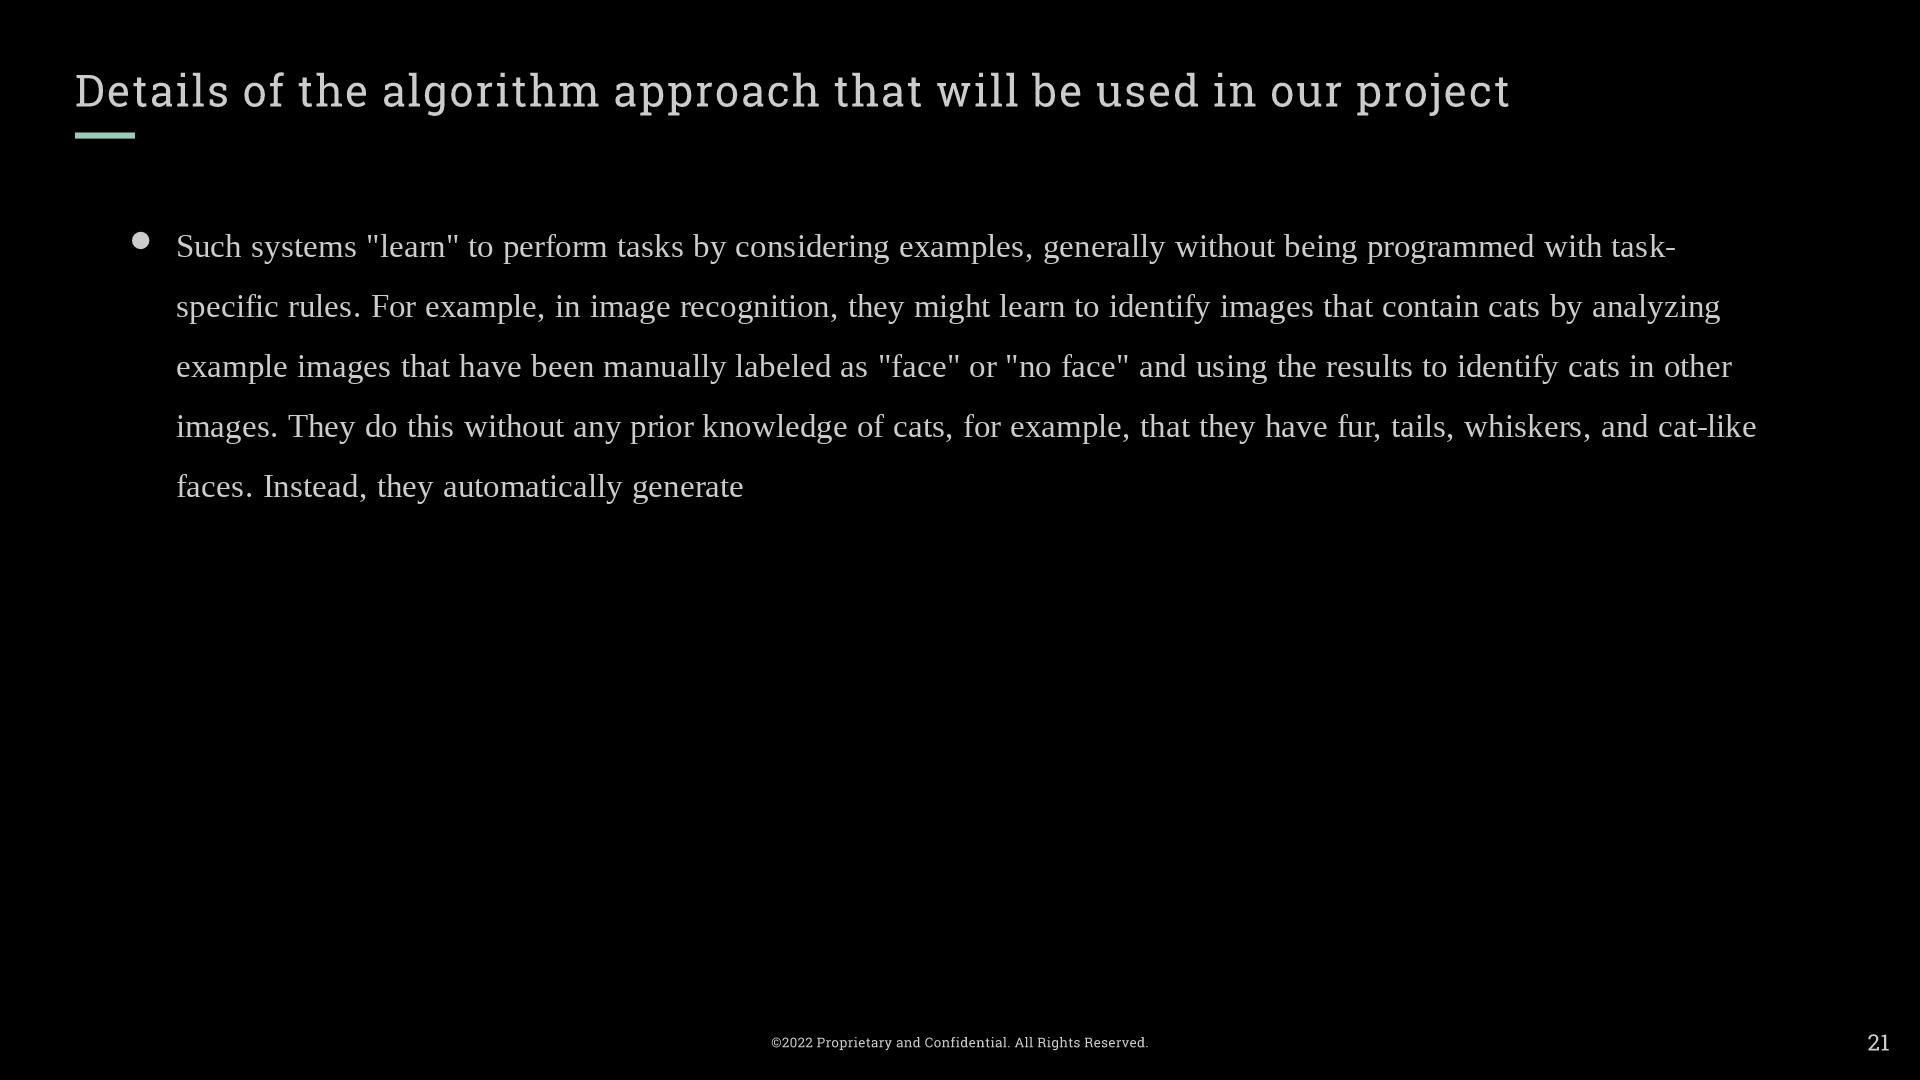 Details of the algorithm approach that will be used in our project
● Such systems "learn" to perform tasks by considering examples, generally without being programmed with task-
specific rules. For example, in image recognition, they might learn to identify images that contain cats by analyzing
example images that have been manually labeled as "face" or "no face" and using the results to identify cats in other
images. They do this without any prior knowledge of cats, for example, that they have fur, tails, whiskers, and cat-like
faces. Instead, they automatically generate
©2022 Proprietary and Confidential. All Rights Reserved.
21